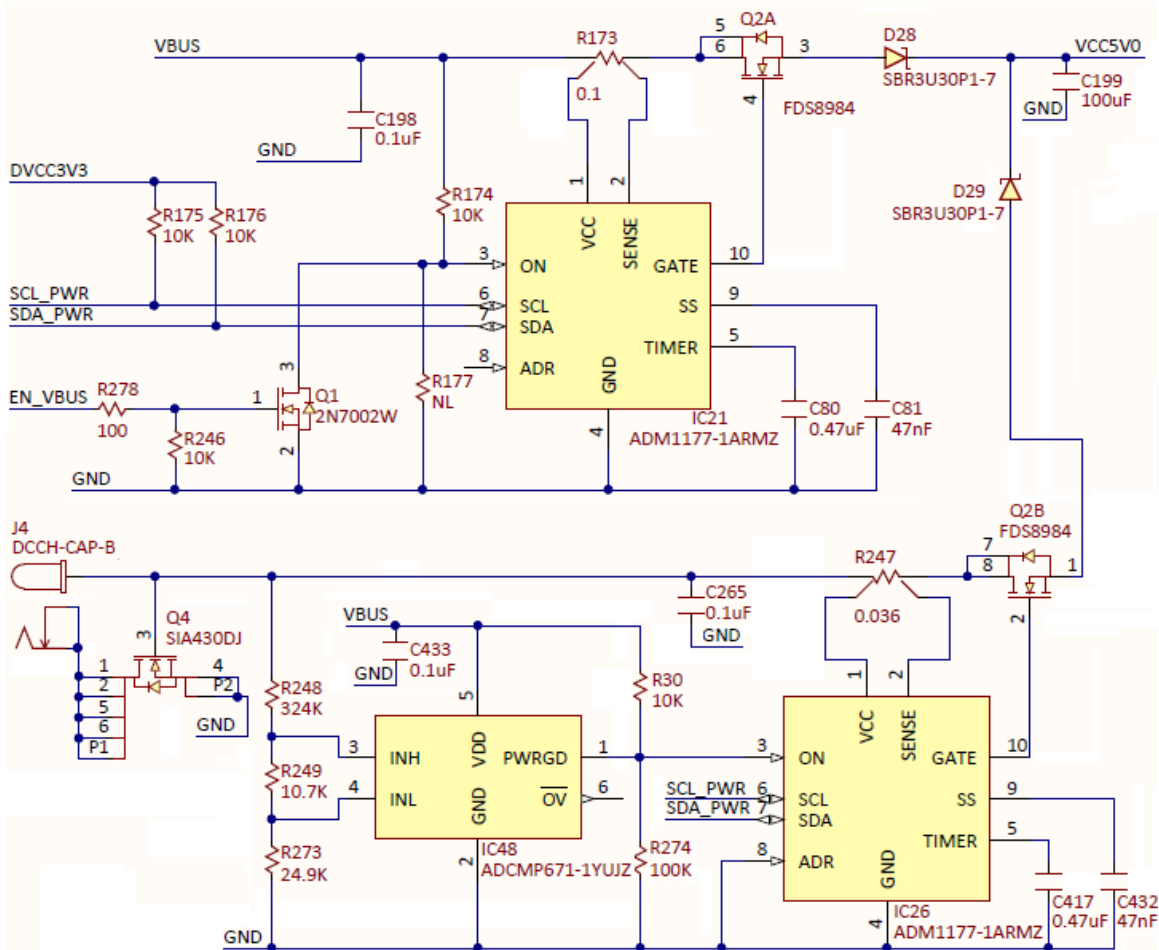 VBUS
R173
0.1
5
6
Q2A
3
4
FDS8984
D28
SBR3U30P1-7
VCC5V0
C199
100uF
GND
C198
0.1uF
GND
DVCC3V3
R175
10K
R176
10K
R174
10K
D29
SBR3U30P1-7
1
2
VCC
SENSE
3
ON
GATE
10
SCL_PWR
6
SCL
SS
9
SDA_PWR
7
SDA
TIMER
5
8
ADR
GND
4
IC21
ADM1177-1ARMZ
EN_VBUS
R278
100
R246
10K
1
3
Q1
2N7002W
2
R177
NL
C80
0.47uF
C81
47nF
GND
J4
DCCH-CAP-B
Q4
SIA430DJ
3
1
2
5
6
P1
4
P2
GND
VBUS
C433
0.1uF
GND
C265
0.1uF
GND
R247
0.036
Q2B
FDS8984
7
8
1
2
R248
324K
R249
10.7K
R273
24.9K
R30
10K
R274
100K
5
3
INH
VDD
PWRGD
1
4
INL
GND
OV
6
2
IC48
ADCMP671-1YUJZ
1
2
VCC
SENSE
3
ON
GATE
10
SCL_PWR
6
SCL
SS
9
SDA_PWR
7
SDA
TIMER
5
8
ADR
GND
4
IC26
ADM1177-1ARMZ
C417
0.47uF
C432
47nF
GND